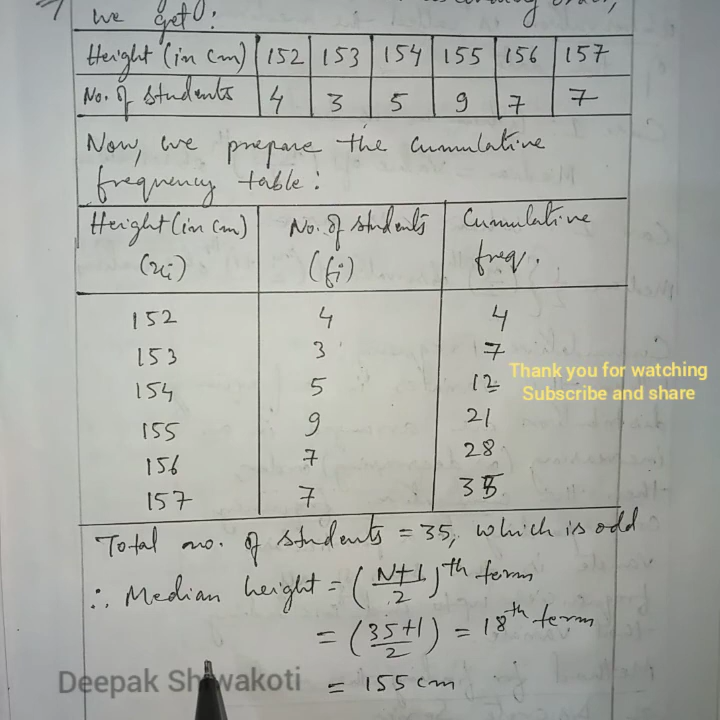 we get:
Height (in cm) 152 153 154 155 156 157
No. of students 4 3 5 9 7 7
Now, we prepare the cumulative
frequency table:
Height (in cm) No. of students Cumulative
(xi) (fi) freq.
152 4 4
153 3 7
154 5 12
155 9 21
156 7 28
157 7 35
Thank you for watching
Subscribe and share
Total no. of students = 35, which is odd
∴ Median height = (N+1/2)th term
= (35+1/2) = 18th term
= 155 cm
Deepak Shiwakoti